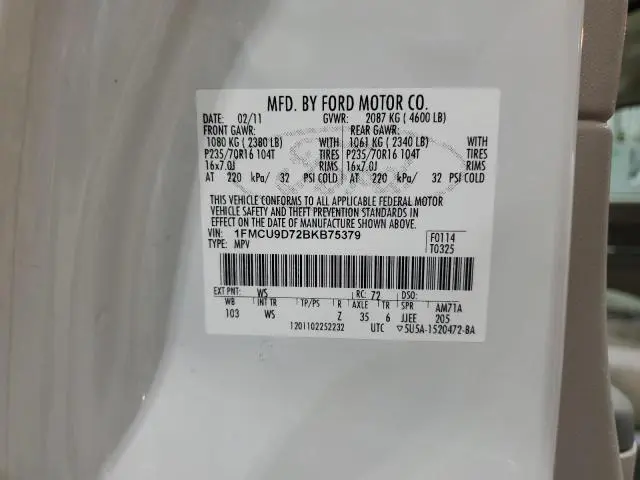 MFD. BY FORD MOTOR CO.
DATE: 02/11 GVWR: 2087 KG (4600 LB)
FRONT GAWR: REAR GAWR:
1080 KG (2380 LB) WITH 1061 KG (2340 LB) WITH
P235/70R16 104T TIRES P235/70R16 104T TIRES
16x7.0J RIMS 16x7.0J RIMS
AT 220 kPa/ 32 PSI COLD AT 220 kPa/ 32 PSI COLD
THIS VEHICLE CONFORMS TO ALL APPLICABLE FEDERAL MOTOR
VEHICLE SAFETY AND THEFT PREVENTION STANDARDS IN
EFFECT ON THE DATE OF MANUFACTURE SHOWN ABOVE.
VIN: 1FMCU9D72BKB75379 F0114
TYPE: MPV T0325
EXT PNT: WS RC: 72 DSO:
WB INT TR TP/PS R AXLE TR SPR AM71A
103 WS Z 35 6 JJEE 205
1201102252232 UTC ▽5U5A-1520472-BA